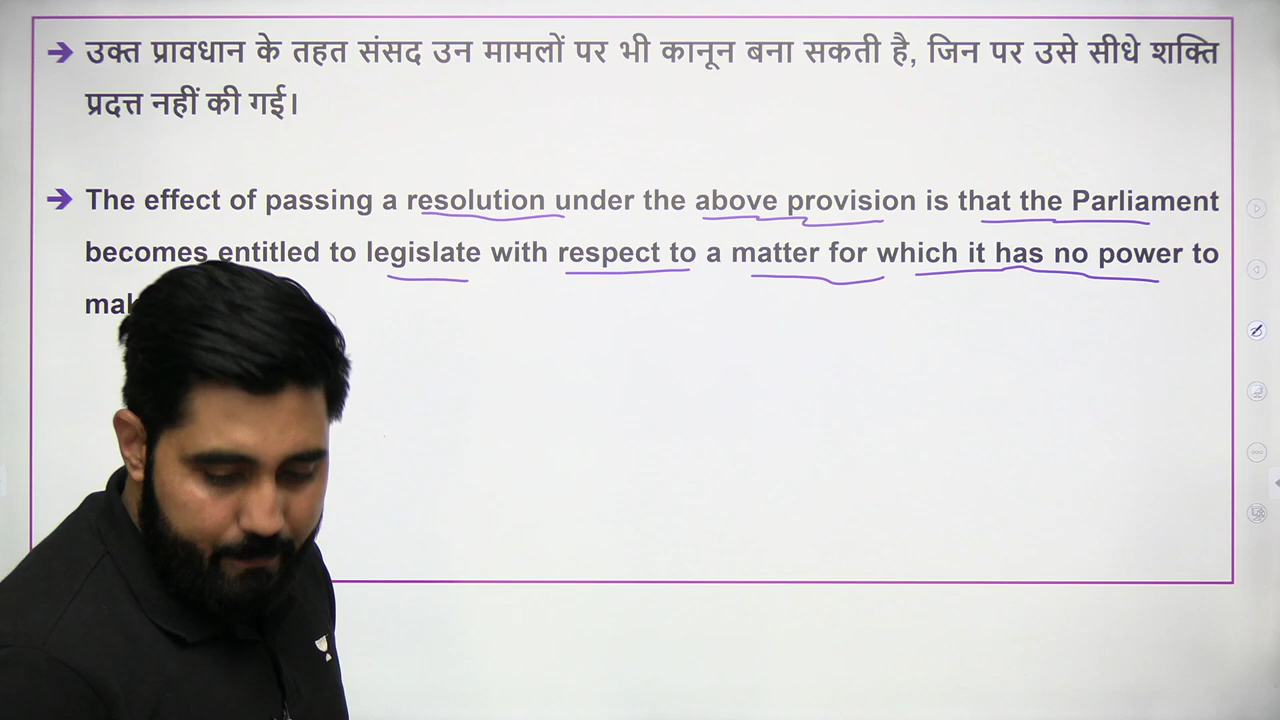 ➔ उक्त प्रावधान के तहत संसद उन मामलों पर भी कानून बना सकती है, जिन पर उसे सीधे शक्ति
प्रदत्त नहीं की गई।
➔ The effect of passing a resolution under the above provision is that the Parliament
becomes entitled to legislate with respect to a matter for which it has no power to